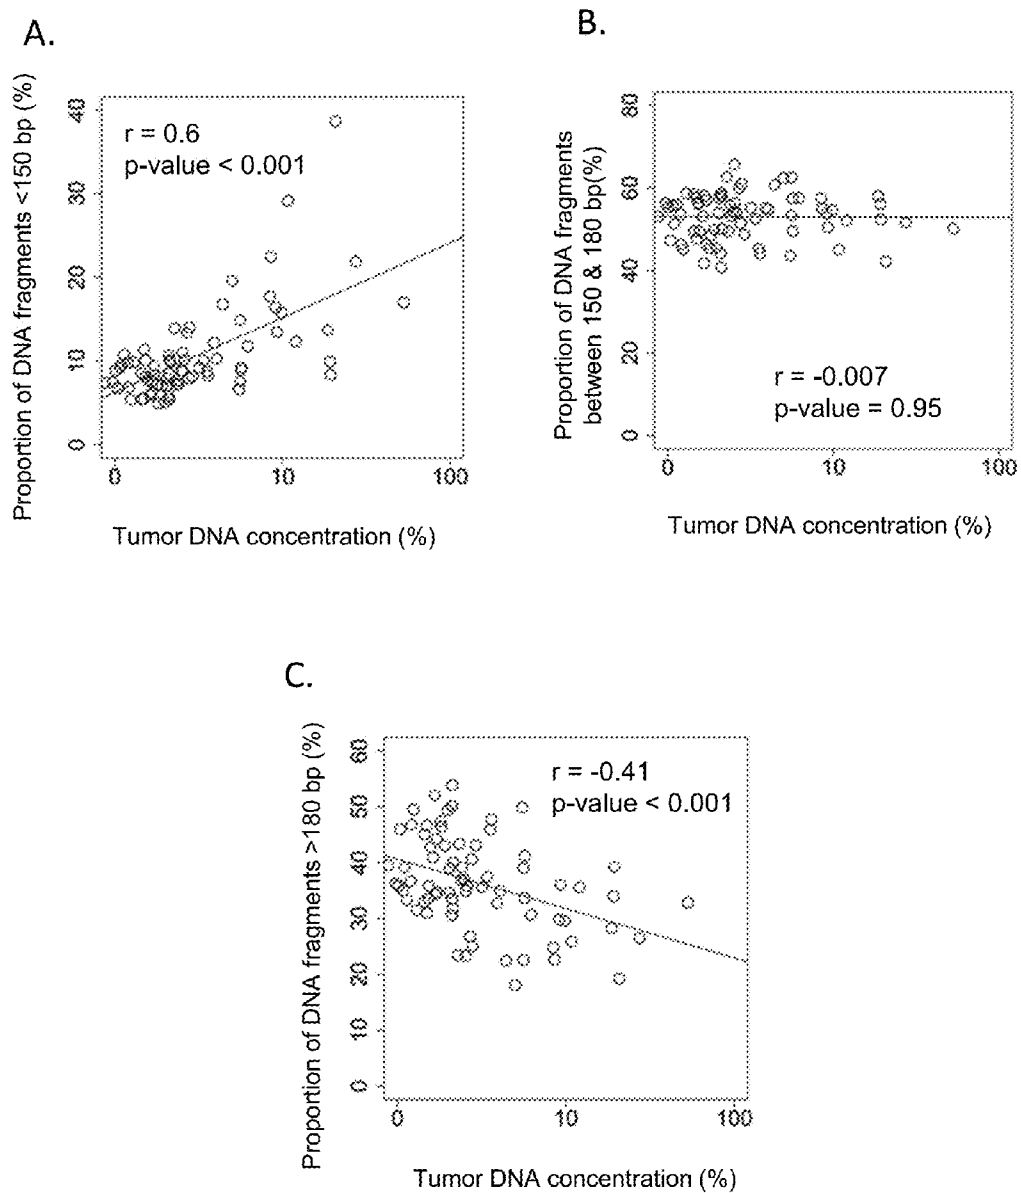 A.
Proportion of DNA fragments <150 bp (%)
40
30
20
10
0
r = 0.6
p-value < 0.001
0 10 100
Tumor DNA concentration (%)
B.
Proportion of DNA fragments
between 150 & 180 bp(%)
80
60
40
20
0
r = -0.007
p-value = 0.95
0 10 100
Tumor DNA concentration (%)
C.
Proportion of DNA fragments >180 bp (%)
60
50
40
30
20
10
0
r = -0.41
p-value < 0.001
0 10 100
Tumor DNA concentration (%)